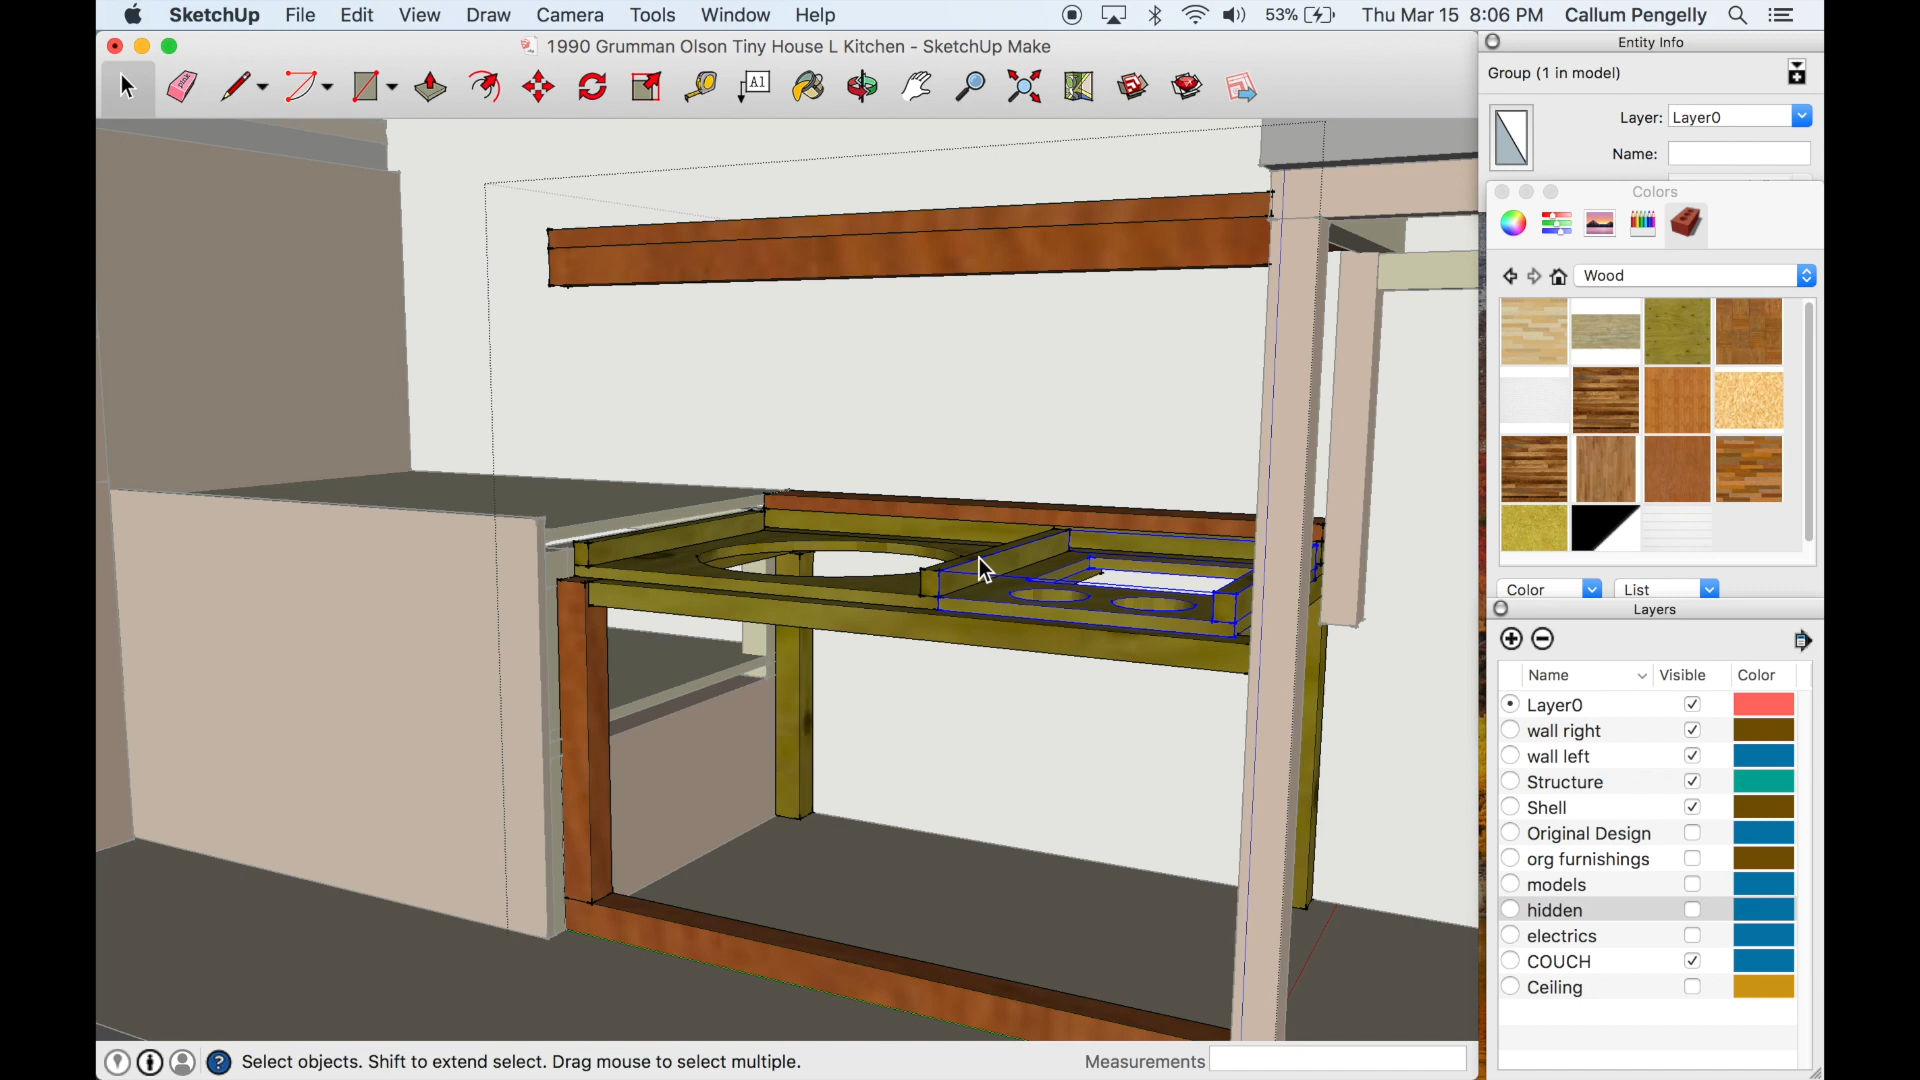 SketchUp File Edit View Draw Camera Tools Window Help 53% Thu Mar 15 8:06 PM Callum Pengelly
1990 Grumman Olson Tiny House L Kitchen - SketchUp Make
pink
A1
Entity Info
Group (1 in model)
Layer: Layer0
Name:
Colors
Wood
Color List
Layers
Name Visible Color
Layer0
wall right
wall left
Structure
Shell
Original Design
org furnishings
models
hidden
electrics
COUCH
Ceiling
Select objects. Shift to extend select. Drag mouse to select multiple.
Measurements